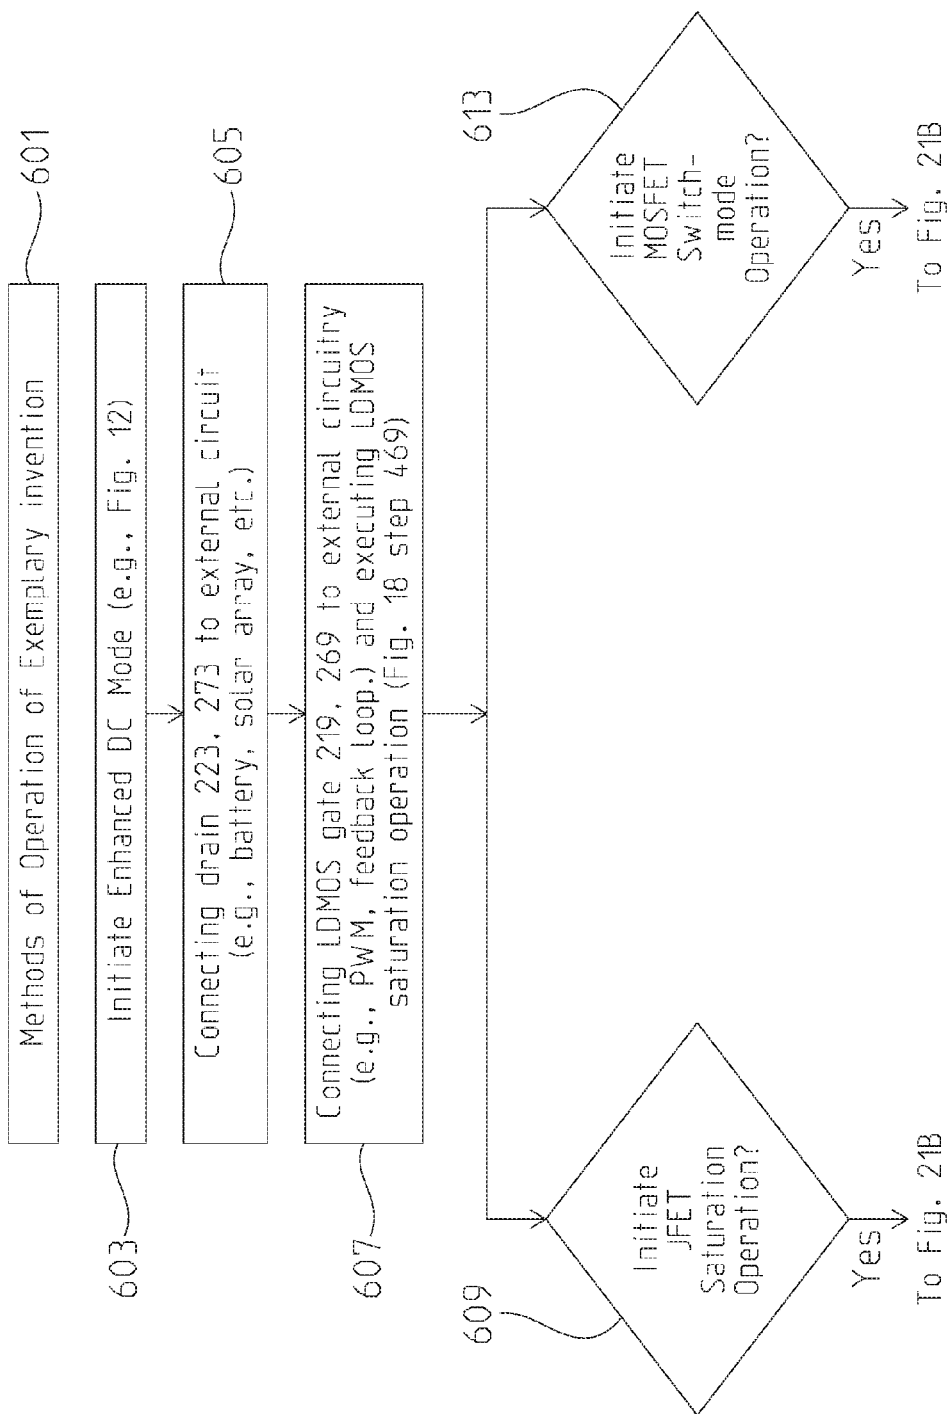 Methods of Operation of Exemplary invention
601
Initiate Enhanced DC Mode (e.g., Fig. 12)
603
Connecting drain 223, 273 to external circuit
(e.g., battery, solar array, etc.)
605
Connecting LDMOS gate 219, 269 to external circuitry
(e.g., PWM, feedback loop.) and executing LDMOS
saturation operation (Fig. 18 step 469)
607
609
Initiate
JFET
Saturation
Operation?
Yes
To Fig. 21B
613
Initiate
MOSFET
Switch-
mode
Operation?
Yes
To Fig. 21B